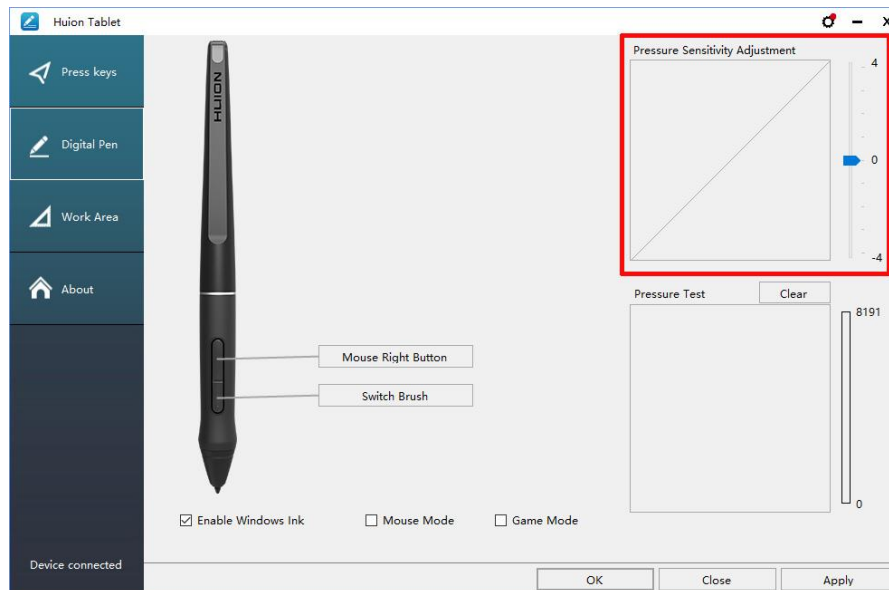 Huion Tablet
Press keys
Digital Pen
Work Area
About
Device connected
HUION
Mouse Right Button
Switch Brush
Enable Windows Ink
Mouse Mode
Game Mode
Pressure Sensitivity Adjustment
4
0
-4
Pressure Test
Clear
8191
0
OK
Close
Apply